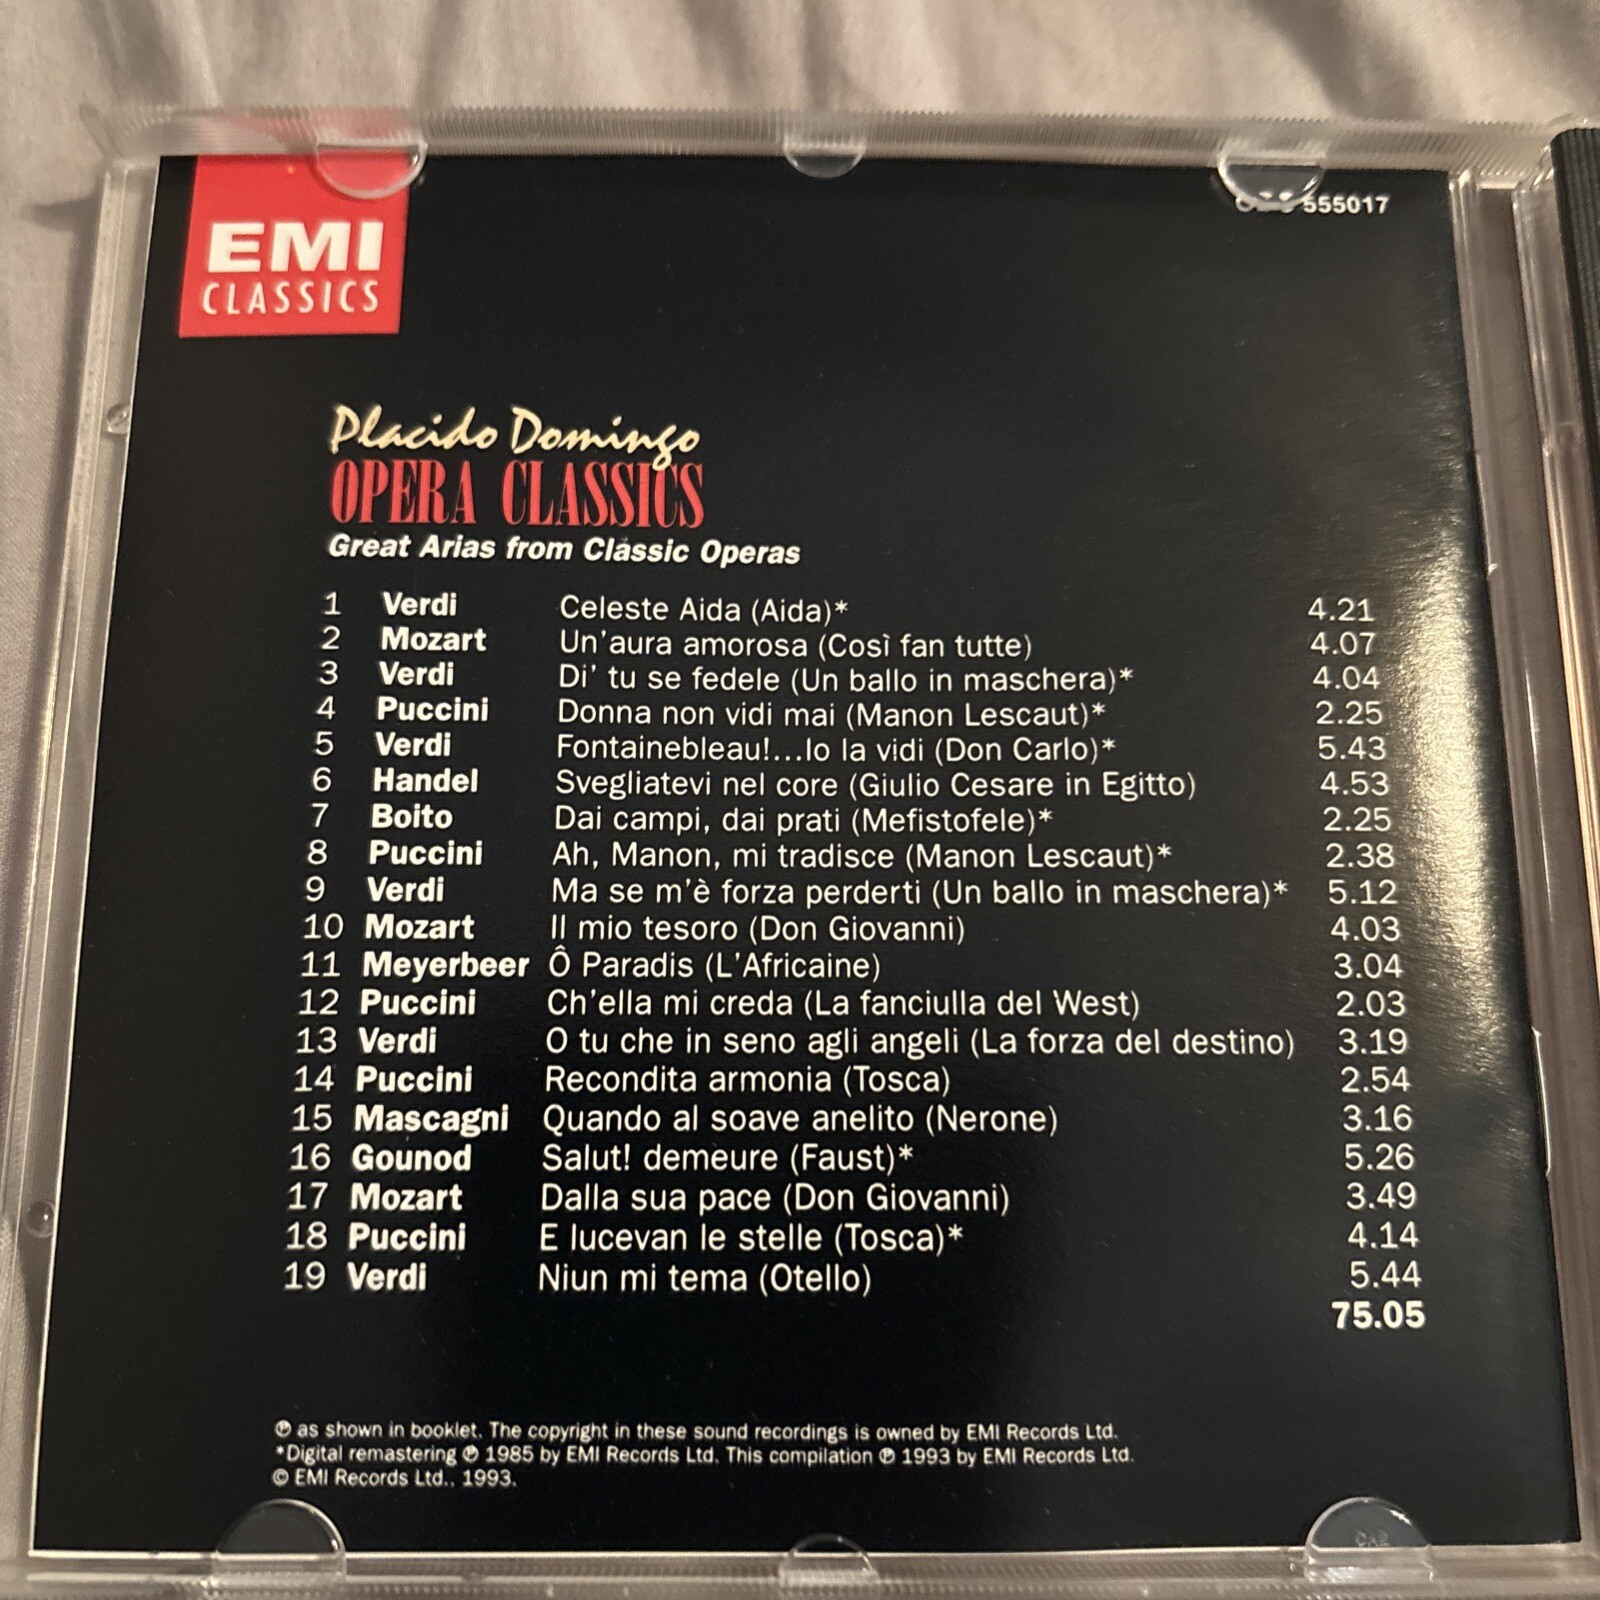 EMI
CLASSICS
555017
Placido Domingo
OPERA CLASSICS
Great Arias from Classic Operas
1 Verdi Celeste Aida (Aida)* 4.21
2 Mozart Un'aura amorosa (Così fan tutte) 4.07
3 Verdi Di' tu se fedele (Un ballo in maschera)* 4.04
4 Puccini Donna non vidi mai (Manon Lescaut)* 2.25
5 Verdi Fontainebleau!...Io la vidi (Don Carlo)* 5.43
6 Handel Svegliatevi nel core (Giulio Cesare in Egitto) 4.53
7 Boito Dai campi, dai prati (Mefistofele)* 2.25
8 Puccini Ah, Manon, mi tradisce (Manon Lescaut)* 2.38
9 Verdi Ma se m'è forza perderti (Un ballo in maschera)* 5.12
10 Mozart Il mio tesoro (Don Giovanni) 4.03
11 Meyerbeer Ô Paradis (L'Africaine) 3.04
12 Puccini Ch'ella mi creda (La fanciulla del West) 2.03
13 Verdi O tu che in seno agli angeli (La forza del destino) 3.19
14 Puccini Recondita armonia (Tosca) 2.54
15 Mascagni Quando al soave anelito (Nerone) 3.16
16 Gounod Salut! demeure (Faust)* 5.26
17 Mozart Dalla sua pace (Don Giovanni) 3.49
18 Puccini E lucevan le stelle (Tosca)* 4.14
19 Verdi Niun mi tema (Otello) 5.44
75.05
℗ as shown in booklet. The copyright in these sound recordings is owned by EMI Records Ltd.
*Digital remastering ℗ 1985 by EMI Records Ltd. This compilation ℗ 1993 by EMI Records Ltd.
© EMI Records Ltd., 1993.